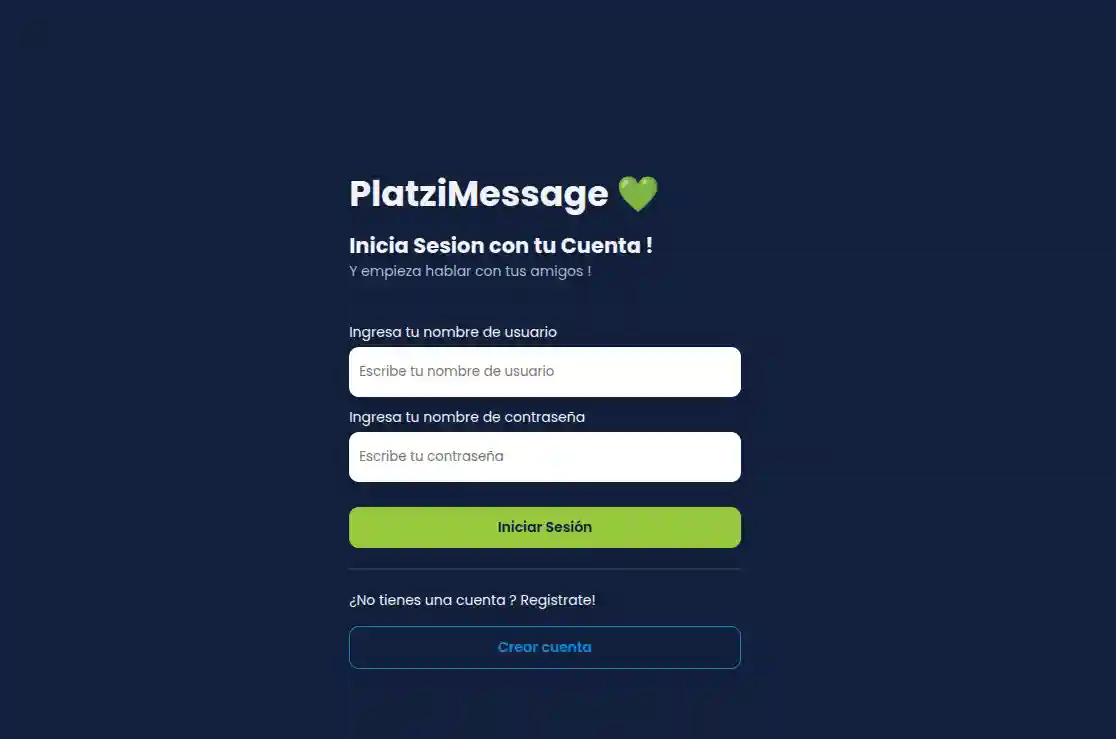 PlatziMessage 💚
Inicia Sesion con tu Cuenta !
Y empieza hablar con tus amigos !
Ingresa tu nombre de usuario
Escribe tu nombre de usuario
Ingresa tu nombre de contraseña
Escribe tu contraseña
Iniciar Sesión
¿No tienes una cuenta ? Registrate!
Crear cuenta